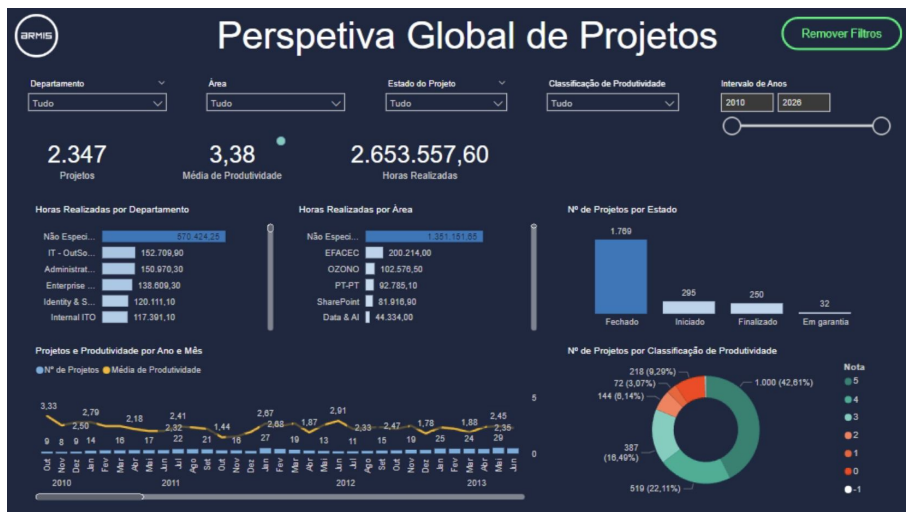 ARMIS
Perspetiva Global de Projetos
Remover Filtros
Departamento
Área
Estado do Projeto
Classificação de Produtividade
Intervalo de Anos
Tudo
Tudo
Tudo
Tudo
2010
2026
2.347
Projetos
3,38
Média de Produtividade
2.653.557,60
Horas Realizadas
Horas Realizadas por Departamento
Não Especi... 570.424,25
IT - OutSo... 152.709,90
Administrat... 150.970,30
Enterprise ... 138.609,30
Identity & S... 120.111,10
Internal ITO 117.391,10
Horas Realizadas por Área
Não Especi... 1.351.151,65
EFACEC 200.214,00
OZONO 102.576,50
PT-PT 92.785,10
SharePoint 81.916,90
Data & AI 44.334,00
Nº de Projetos por Estado
1.769
295
250
32
Fechado
Iniciado
Finalizado
Em garantia
Projetos e Produtividade por Ano e Mês
Nº de Projetos
Média de Produtividade
3,33 2,50 2,79 2,18 2,32 2,41 1,44 2,67 2,68 1,87 2,91 2,33 2,47 1,78 1,88 2,45 2,35
5
9 8 9 14 16 17 22 21 16 27 19 13 11 15 19 25 24 29
0
Out Nov Dez Jan Fev Mar Abr Mai Jun Jul Ago Set Out Nov Dez Jan Fev Mar Abr Mai Jun Jul Ago Set Out Nov Dez Jan Fev Mar Abr Mai Jun
2010 2011 2012 2013
Nº de Projetos por Classificação de Produtividade
218 (9,29%)
72 (3,07%)
144 (6,14%)
387
(16,49%)
519 (22,11%)
1.000 (42,61%)
Nota
5
4
3
2
1
0
-1